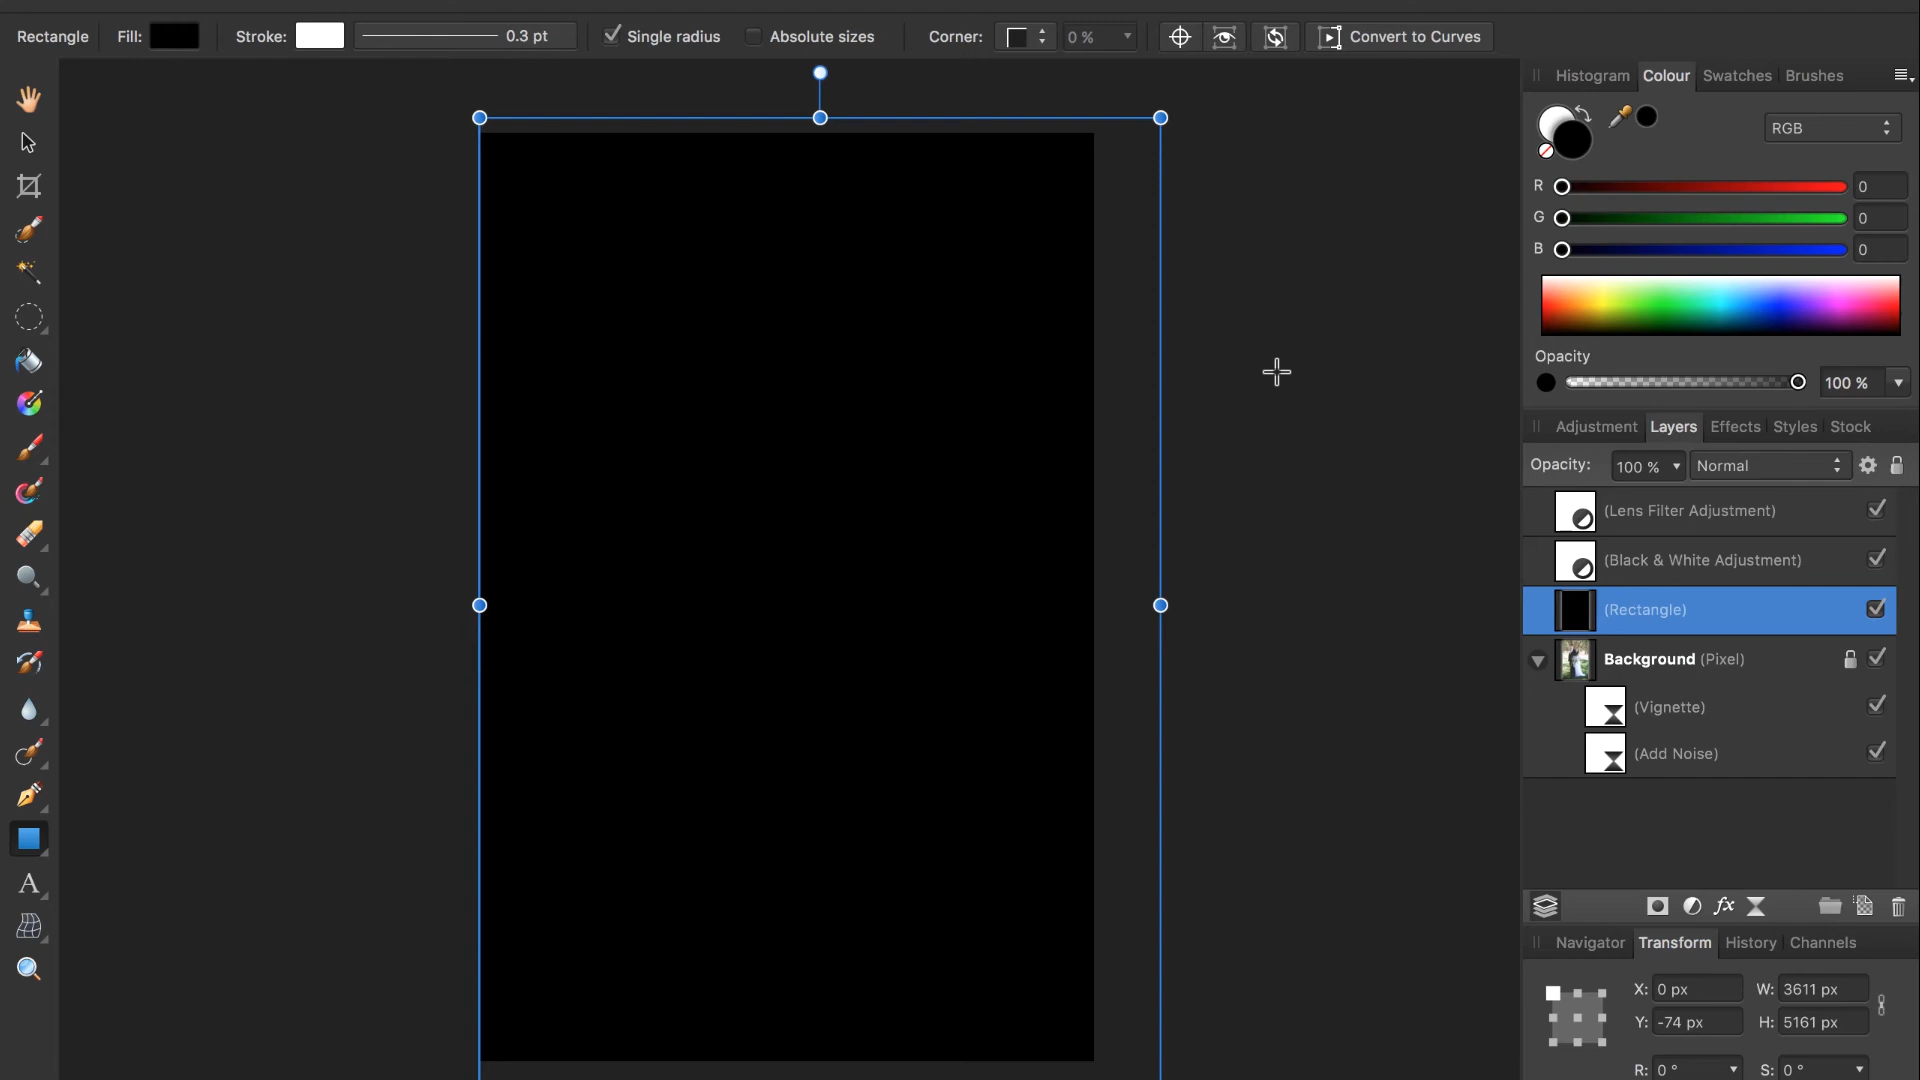 Rectangle Fill: Stroke: 0.3 pt Single radius Absolute sizes Corner: 0 % Convert to Curves
Histogram Colour Swatches Brushes
RGB
R 0
G 0
B 0
Opacity
100 %
Adjustment Layers Effects Styles Stock
Opacity: 100 % Normal
(Lens Filter Adjustment)
(Black & White Adjustment)
(Rectangle)
Background (Pixel)
(Vignette)
(Add Noise)
fx
Navigator Transform History Channels
X: 0 px W: 3611 px
Y: -74 px H: 5161 px
R: 0 ° S: 0 °
A